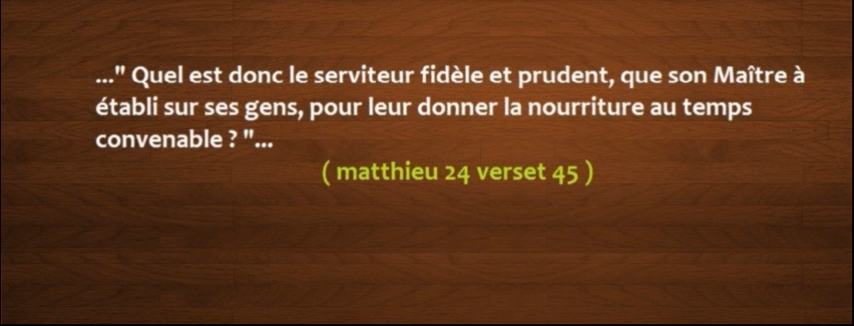 ..." Quel est donc le serviteur fidèle et prudent, que son Maître à
établi sur ses gens, pour leur donner la nourriture au temps
convenable ? "...
( matthieu 24 verset 45 )